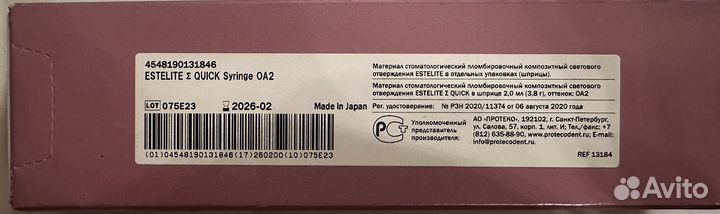 4548190131846
ESTELITE Σ QUICK Syringe OA2
LOT 075E23 2026-02 Made In Japan
(01)04548190131846(17)260200(10)075E23
Материал стоматологический пломбировочный композитный светового
отверждения ESTELITE в отдельных упаковках (шприцы).
Материал стоматологический пломбировочный композитный светового
отверждения ESTELITE Σ QUICK в шприце 2,0 мл (3,8 г), оттенок: OA2
Рег. удостоверение: № РЗН 2020/11374 от 06 августа 2020 года
РСТ
Уполномоченный
представитель
производителя:
АО «ПРОТЕКО», 192102, г. Санкт-Петербург,
ул. Салова, 57, корп. 1, лит. И, Тел./факс: +7
(812) 635-88-90, www.protecodent.ru E-mail:
info@protecodent.ru
REF 13184
Avito